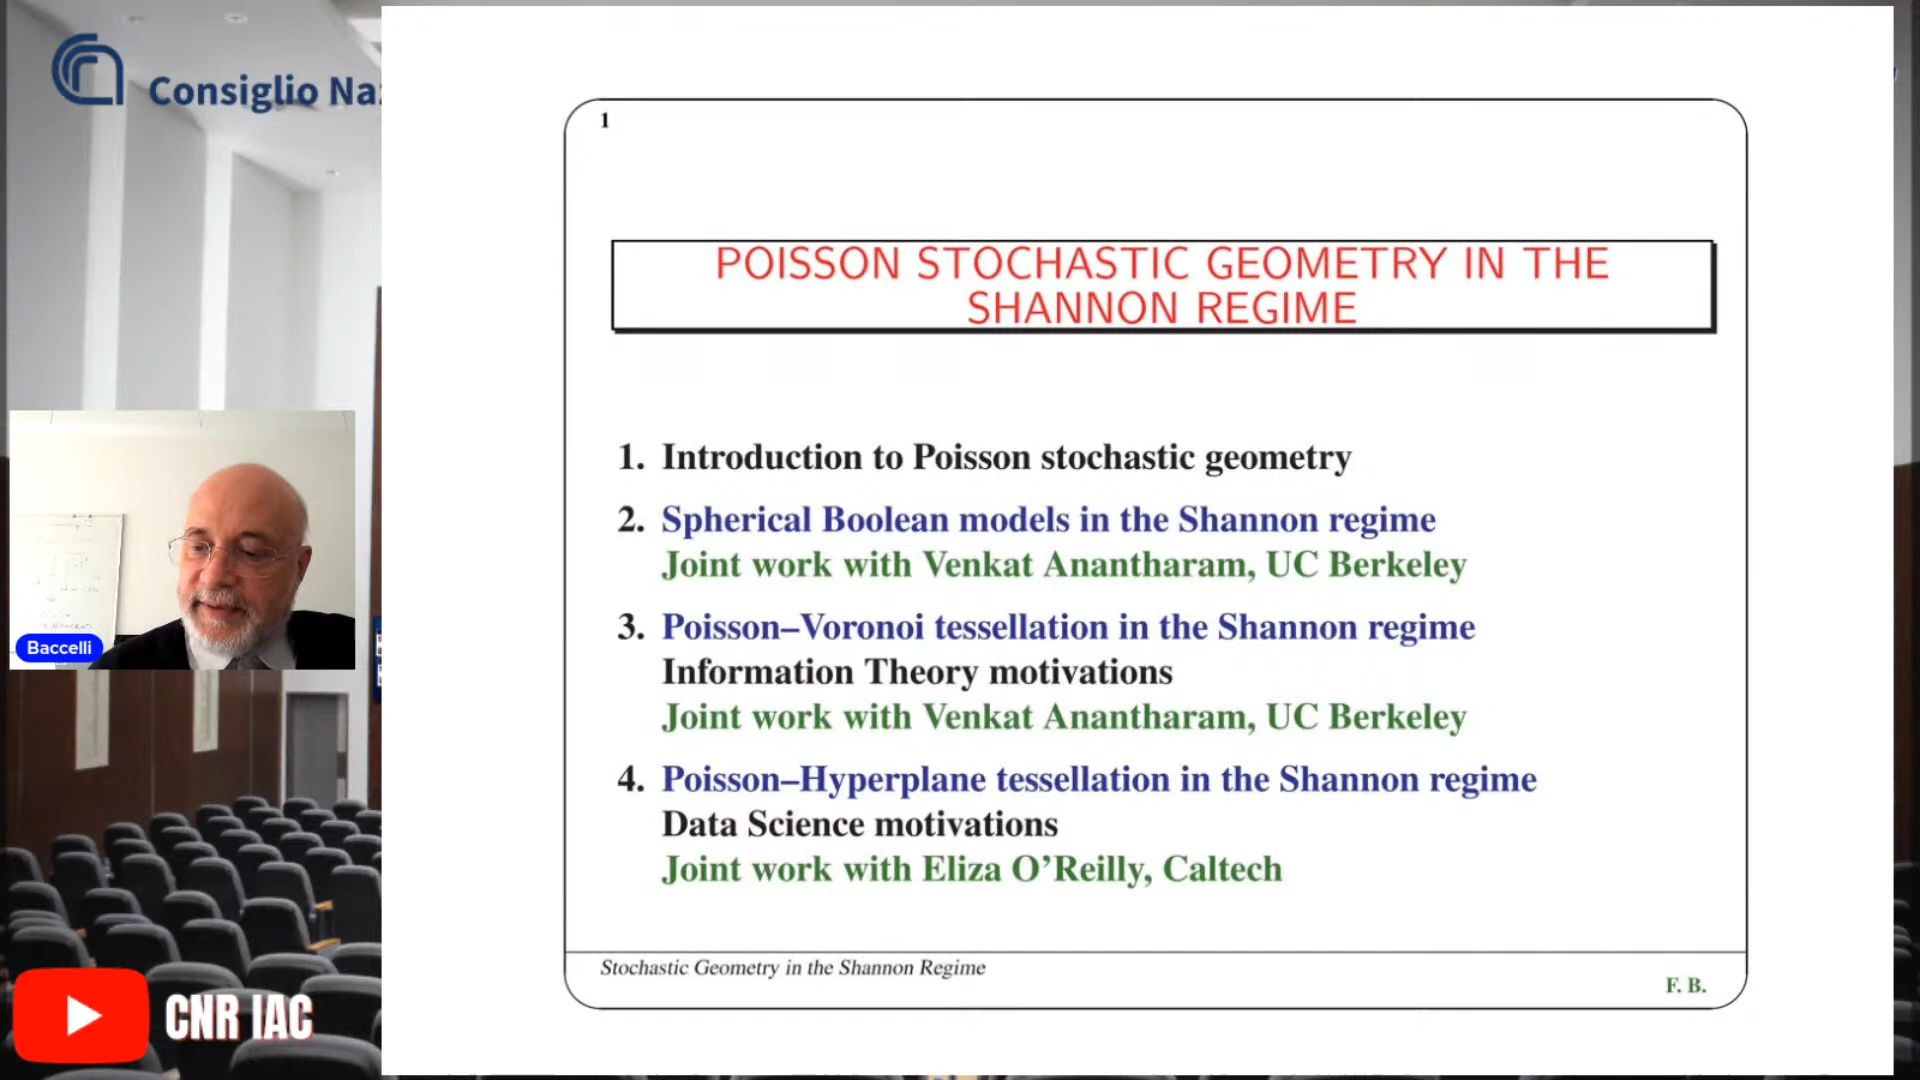 Consiglio Na
1
POISSON STOCHASTIC GEOMETRY IN THE
SHANNON REGIME
1. Introduction to Poisson stochastic geometry
2. Spherical Boolean models in the Shannon regime
Joint work with Venkat Anantharam, UC Berkeley
3. Poisson–Voronoi tessellation in the Shannon regime
Information Theory motivations
Joint work with Venkat Anantharam, UC Berkeley
4. Poisson–Hyperplane tessellation in the Shannon regime
Data Science motivations
Joint work with Eliza O’Reilly, Caltech
Stochastic Geometry in the Shannon Regime
F. B.
Baccelli
CNR IAC